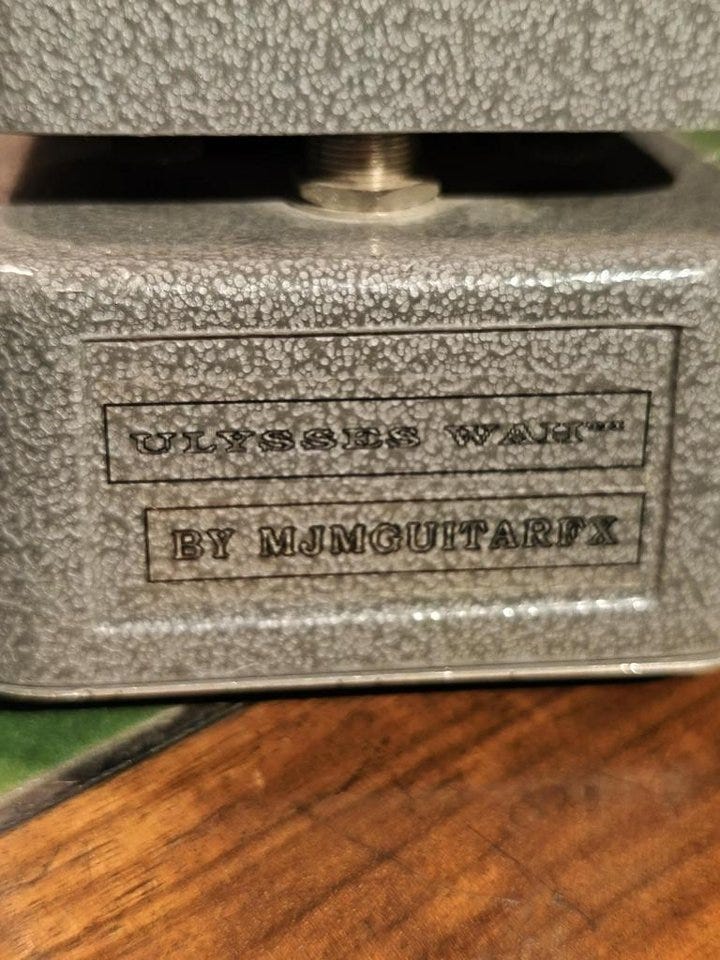 ULYSSES WAH™
BY MJMGUITARFX